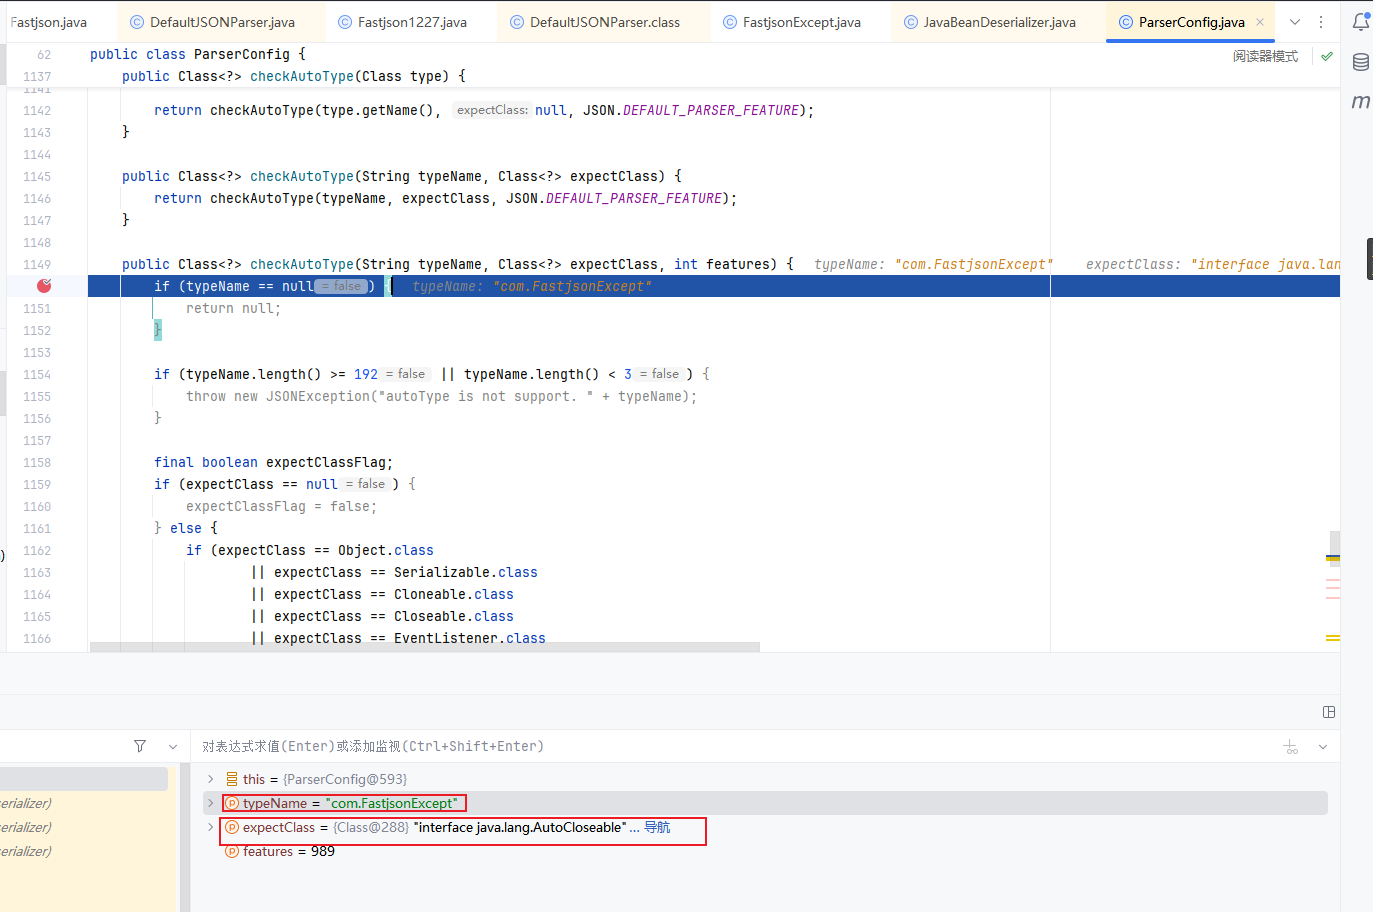 Fastjson.java DefaultJSONParser.java Fastjson1227.java DefaultJSONParser.class FastjsonExcept.java JavaBeanDeserializer.java ParserConfig.java
62 public class ParserConfig { 阅读器模式
1137 public Class<?> checkAutoType(Class type) {
1141
1142 return checkAutoType(type.getName(), expectClass: null, JSON.DEFAULT_PARSER_FEATURE);
1143 }
1144
1145 public Class<?> checkAutoType(String typeName, Class<?> expectClass) {
1146 return checkAutoType(typeName, expectClass, JSON.DEFAULT_PARSER_FEATURE);
1147 }
1148
1149 public Class<?> checkAutoType(String typeName, Class<?> expectClass, int features) { typeName: "com.FastjsonExcept" expectClass: "interface java.lan
if (typeName == null = false ) { typeName: "com.FastjsonExcept"
1151 return null;
1152 }
1153
1154 if (typeName.length() >= 192 = false || typeName.length() < 3 = false ) {
1155 throw new JSONException("autoType is not support. " + typeName);
1156 }
1157
1158 final boolean expectClassFlag;
1159 if (expectClass == null = false ) {
1160 expectClassFlag = false;
1161 } else {
1162 if (expectClass == Object.class
1163 || expectClass == Serializable.class
1164 || expectClass == Cloneable.class
1165 || expectClass == Closeable.class
1166 || expectClass == EventListener.class
对表达式求值(Enter)或添加监视(Ctrl+Shift+Enter)
this = {ParserConfig@593}
erializer) typeName = "com.FastjsonExcept"
erializer) expectClass = {Class@288} "interface java.lang.AutoCloseable" ... 导航
erializer) features = 989